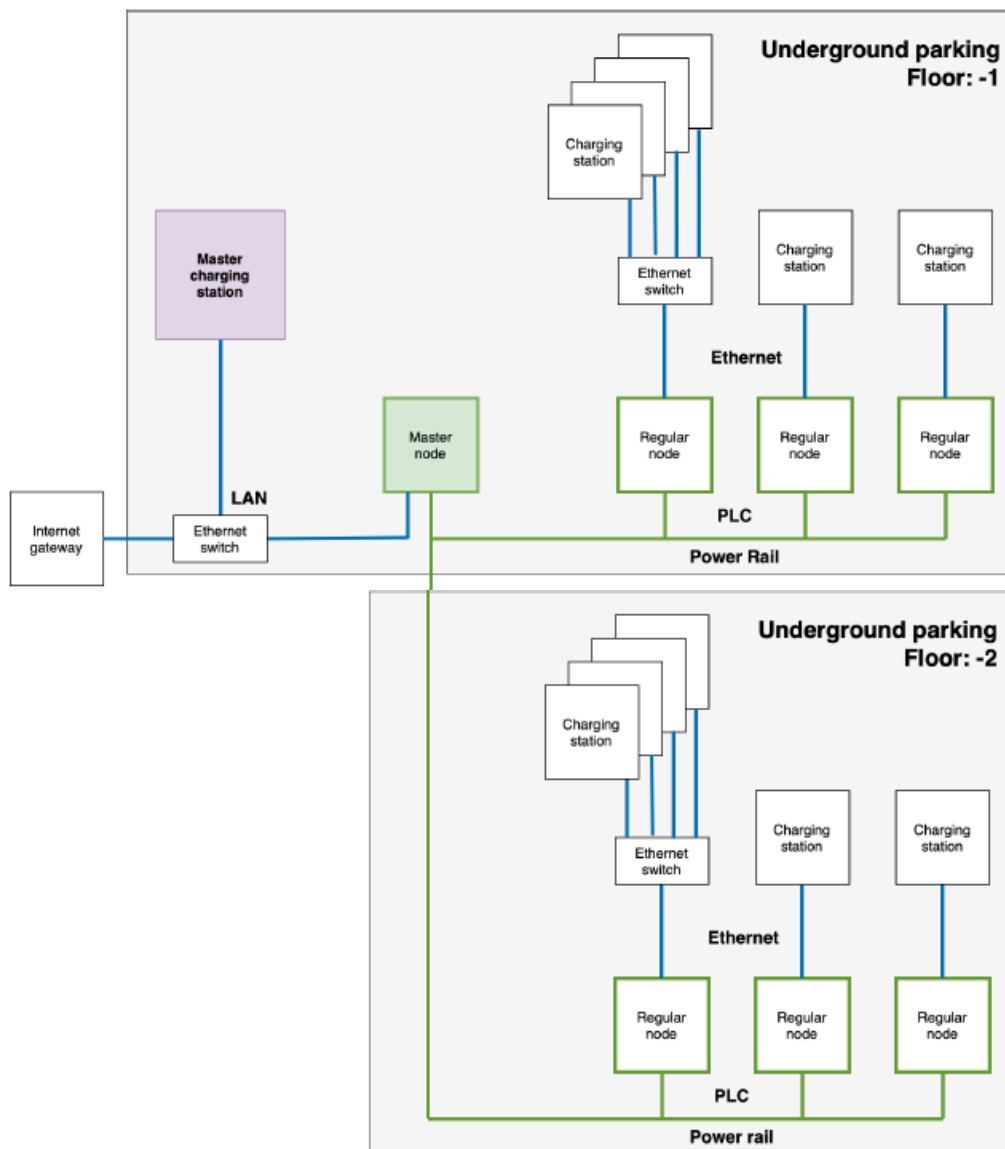 Underground parking
Floor: -1
Charging
station
Master
charging
station
Charging
station
Charging
station
Ethernet
switch
Ethernet
Master
node
Regular
node
Regular
node
Regular
node
LAN
PLC
Internet
gateway
Ethernet
switch
Power Rail
Underground parking
Floor: -2
Charging
station
Charging
station
Charging
station
Ethernet
switch
Ethernet
Regular
node
Regular
node
Regular
node
PLC
Power rail